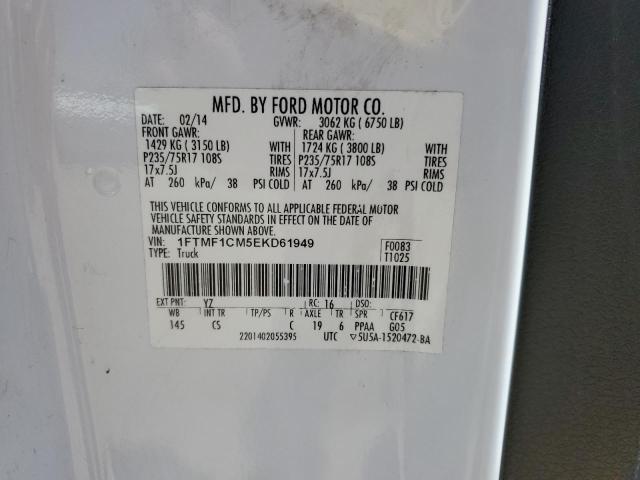 MFD. BY FORD MOTOR CO.
DATE: 02/14 GVWR: 3062 KG ( 6750 LB)
FRONT GAWR: REAR GAWR:
1429 KG ( 3150 LB) WITH 1724 KG ( 3800 LB) WITH
P235/75R17 108S TIRES P235/75R17 108S TIRES
17x7.5J RIMS 17x7.5J RIMS
AT 260 kPa/ 38 PSI COLD AT 260 kPa/ 38 PSI COLD
THIS VEHICLE CONFORMS TO ALL APPLICABLE FEDERAL MOTOR
VEHICLE SAFETY STANDARDS IN EFFECT ON THE DATE OF
MANUFACTURE SHOWN ABOVE.
VIN: 1FTMF1CM5EKD61949 F0083
TYPE: Truck T1025
EXT PNT: YZ RC: 16 DSO:
WB INT TR TP/PS R AXLE TR SPR CF617
145 CS C 19 6 PPAA G05
2201402055395 UTC ▽5U5A-1520472-BA